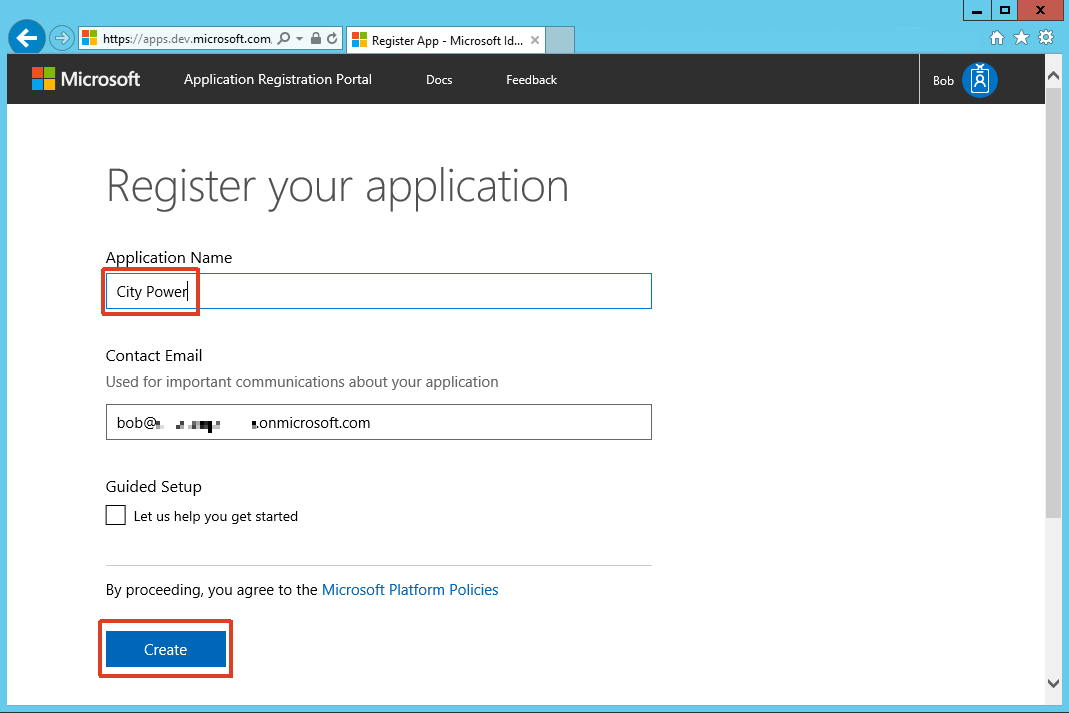 https://apps.dev.microsoft.com
Register App - Microsoft Id...
Microsoft Application Registration Portal Docs Feedback Bob
Register your application
Application Name
City Power
Contact Email
Used for important communications about your application
bob@ .onmicrosoft.com
Guided Setup
Let us help you get started
By proceeding, you agree to the Microsoft Platform Policies
Create